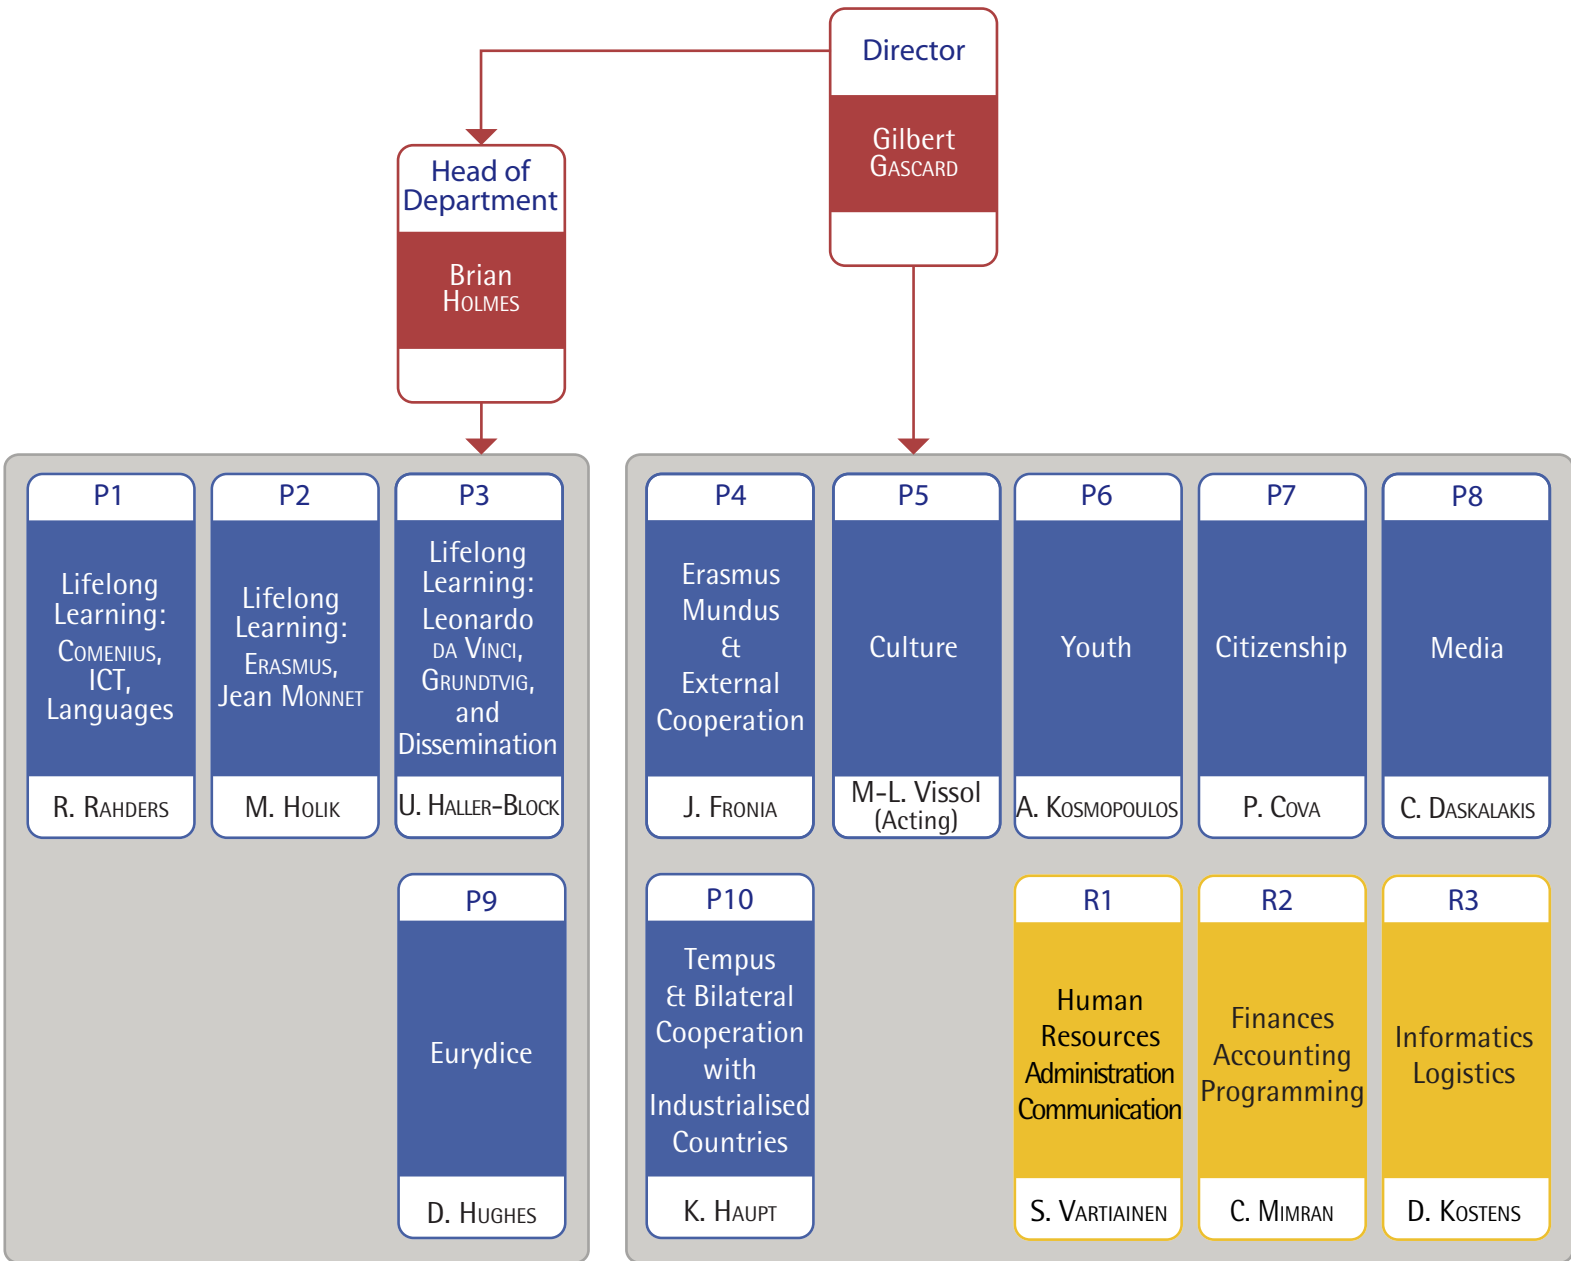 Director
Gilbert
GASCARD
Head of
Department
Brian
HOLMES
P1
Lifelong
Learning:
COMENIUS,
ICT,
Languages
R. RAHDERS
P2
Lifelong
Learning:
ERASMUS,
Jean MONNET
M. HOLIK
P3
Lifelong
Learning:
Leonardo
DA VINCI,
GRUNDTVIG,
and
Dissemination
U. HALLER-BLOCK
P9
Eurydice
D. HUGHES
P4
Erasmus
Mundus
&
External
Cooperation
J. FRONIA
P5
Culture
M-L. Vissol
(Acting)
P6
Youth
A. KOSMOPOULOS
P7
Citizenship
P. COVA
P8
Media
C. DASKALAKIS
P10
Tempus
& Bilateral
Cooperation
with
Industrialised
Countries
K. HAUPT
R1
Human
Resources
Administration
Communication
S. VARTIAINEN
R2
Finances
Accounting
Programming
C. MIMRAN
R3
Informatics
Logistics
D. KOSTENS